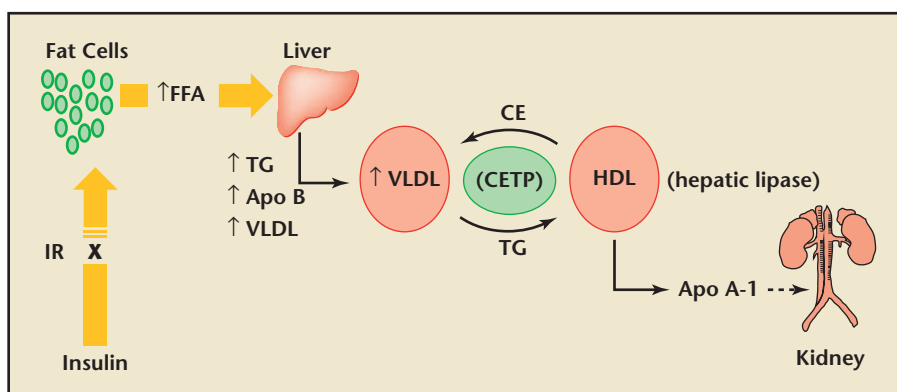 Fat Cells
Liver
↑FFA
CE
↑ TG
↑ Apo B
↑ VLDL
↑ VLDL
(CETP)
HDL
(hepatic lipase)
TG
IR
X
Apo A-1
Insulin
Kidney